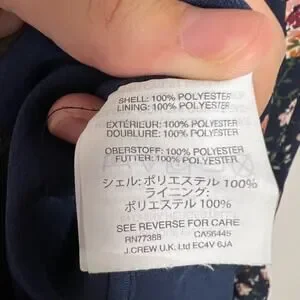 SHELL: 100% POLYESTER
LINING: 100% POLYESTER
EXTÉRIEUR: 100% POLYESTER
DOUBLURE: 100% POLYESTER
OBERSTOFF: 100% POLYESTER
FUTTER: 100% POLYESTER
シェル: ポリエステル 100%
ライニング:
ポリエステル 100%
SEE REVERSE FOR CARE
RN77388 CA96445
J.CREW U.K. Ltd EC4V 6JA